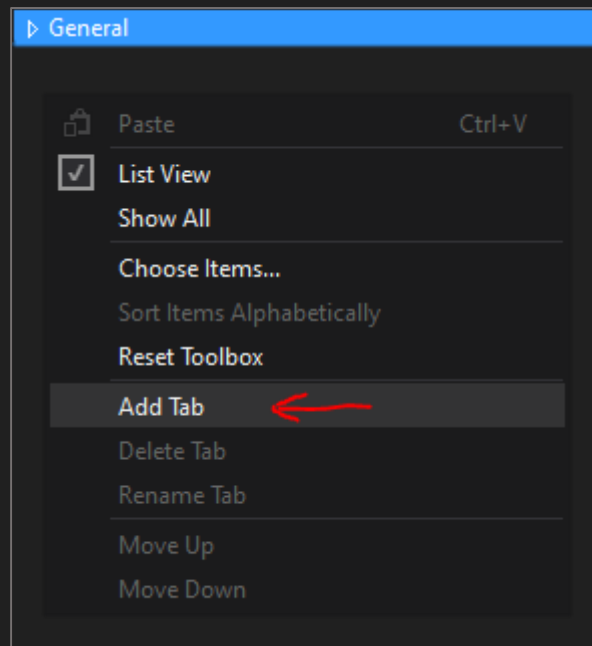 General
Paste Ctrl+V
List View
Show All
Choose Items...
Sort Items Alphabetically
Reset Toolbox
Add Tab
Delete Tab
Rename Tab
Move Up
Move Down